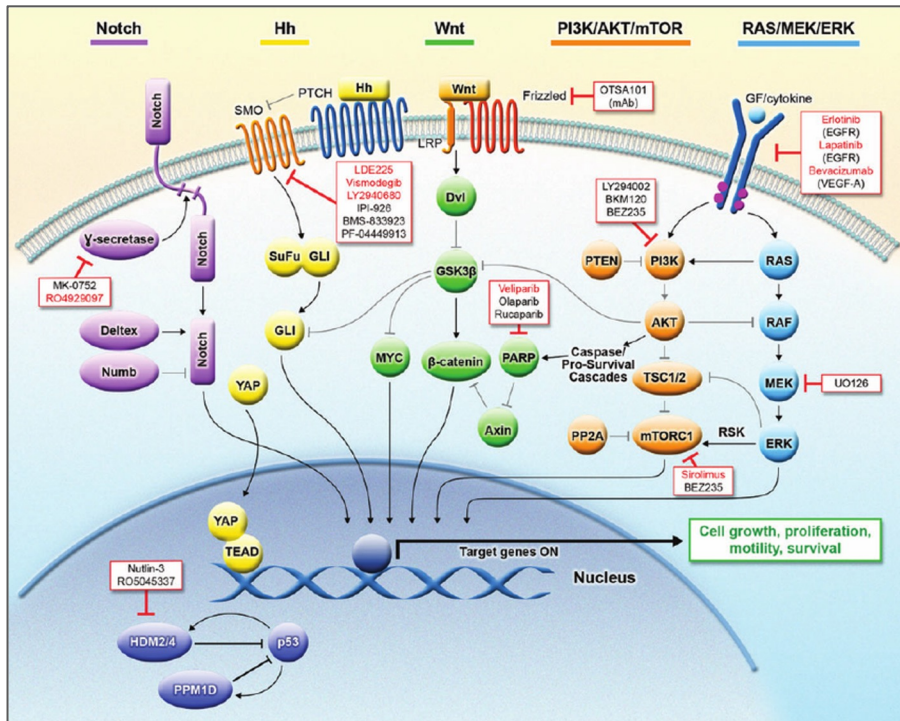 Notch
Hh
Wnt
PI3K/AKT/mTOR
RAS/MEK/ERK
Notch
SMO
PTCH
Hh
Wnt
LRP
Frizzled
OTSA101
(mAb)
GF/cytokine
Erlotinib
(EGFR)
Lapatinib
(EGFR)
Bevacizumab
(VEGF-A)
LDE225
Vismodegib
LY2940680
IPI-926
BMS-833923
PF-04449913
Ɣ-secretase
Notch
MK-0752
RO4929097
Deltex
Numb
Notch
SuFu
GLI
GLI
YAP
Dvl
GSK3β
MYC
β-catenin
Axin
Veliparib
Olaparib
Rucaparib
PARP
LY294002
BKM120
BEZ235
PTEN
PI3K
RAS
AKT
RAF
Caspase/
Pro-Survival
Cascades
TSC1/2
MEK
UO126
PP2A
mTORC1
RSK
ERK
Sirolimus
BEZ235
YAP
TEAD
Target genes ON
Cell growth, proliferation,
motility, survival
Nucleus
Nutlin-3
RO5045337
HDM2/4
p53
PPM1D